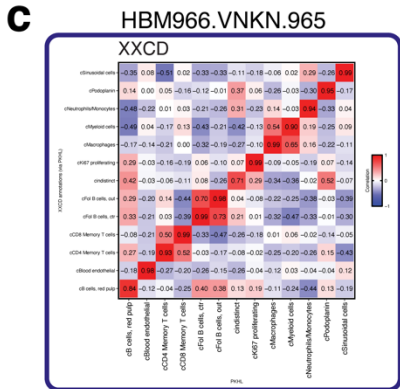 C
HBM966.VNKN.965
XXCD
XXCD annotations (via PKHL)
cSinusoidal cells -0.35 0.08 -0.51 0.02 -0.33 -0.33 -0.11 -0.18 -0.06 0.02 0.29 -0.26 0.99
cPodoplanin 0.14 0.00 0.05 -0.16 -0.12 -0.01 0.37 0.16 -0.26 -0.03 -0.30 0.95 -0.17
cNeutrophils/Monocytes -0.48 -0.22 0.01 0.03 -0.21 -0.26 0.31 -0.23 0.14 -0.03 0.94 -0.33 0.04
cMyeloid cells -0.49 0.04 -0.17 0.13 -0.43 -0.21 -0.42 -0.13 0.54 0.90 0.19 -0.25 0.09
cMacrophages -0.17 -0.14 -0.21 0.00 -0.32 -0.19 -0.27 -0.10 0.99 0.65 0.16 -0.22 -0.11
cKi67 proliferating 0.29 -0.03 -0.16 -0.19 0.06 0.10 0.07 0.99 -0.09 -0.05 -0.19 0.07 -0.14
cindistinct 0.42 -0.03 -0.06 -0.11 0.08 -0.23 0.71 0.29 -0.34 -0.36 -0.02 0.52 -0.07
cFol B cells, out 0.29 -0.20 0.14 -0.44 0.70 0.98 -0.04 0.12 -0.22 -0.25 -0.36 -0.03 -0.39
cFol B cells, ctr 0.33 -0.21 -0.03 -0.39 0.99 0.73 0.21 0.01 -0.32 -0.47 -0.33 -0.01 -0.30
cCD8 Memory T cells -0.08 -0.13 0.50 0.99 -0.33 -0.47 -0.26 -0.18 0.01 0.06 -0.02 -0.14 -0.05
cCD4 Memory T cells 0.27 -0.19 0.93 0.52 -0.03 -0.17 -0.08 -0.02 -0.24 -0.25 -0.26 0.15 -0.43
cBlood endothelial -0.17 0.98 -0.27 -0.20 -0.26 -0.11 -0.26 -0.04 -0.12 0.03 -0.04 -0.04 0.12
cB cells, red pulp 0.84 -0.12 -0.04 -0.25 0.40 0.38 0.13 0.19 -0.21 -0.24 -0.44 0.13 -0.19
cB cells, red pulp
cBlood endothelial
cCD4 Memory T cells
cCD8 Memory T cells
cFol B cells, ctr
cFol B cells, out
cindistinct
cKi67 proliferating
cMacrophages
cMyeloid cells
cNeutrophils/Monocytes
cPodoplanin
cSinusoidal cells
PKHL
Correlation